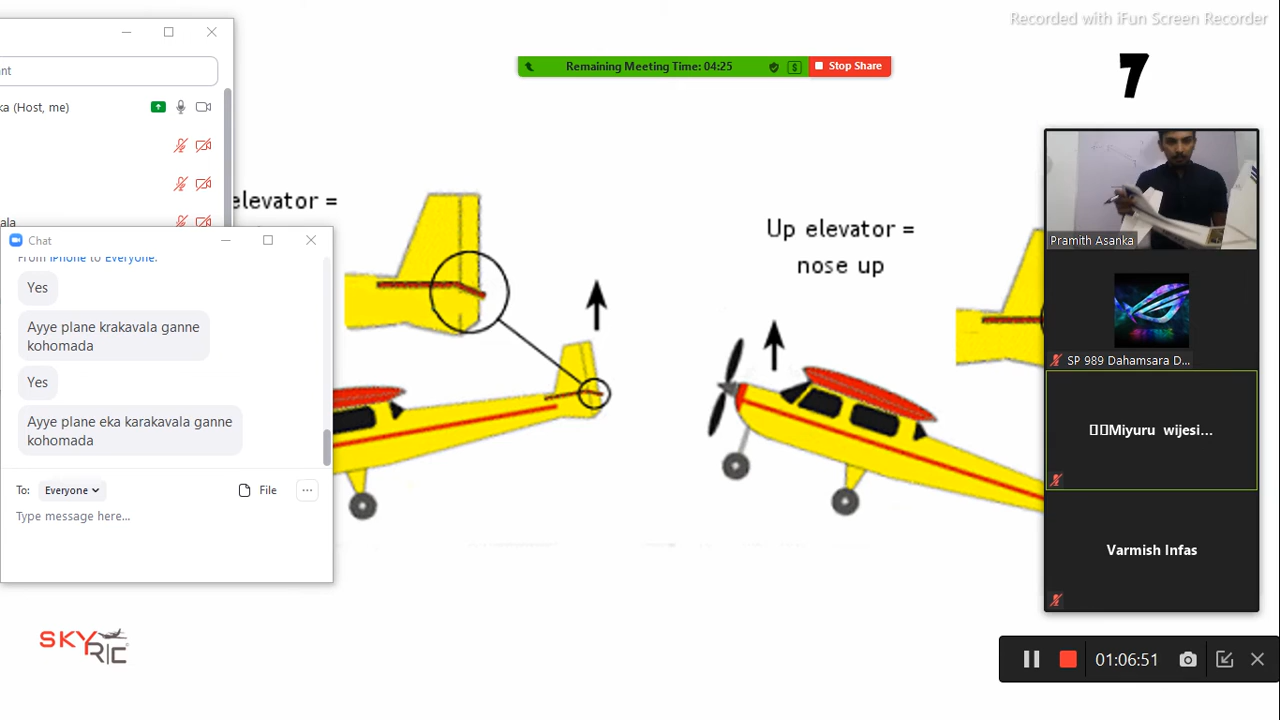 Recorded with iFun Screen Recorder
nt
Remaining Meeting Time: 04:25
$
Stop Share
7
ka (Host, me)
ala
elevator =
Up elevator =
nose up
Chat
From iPhone to Everyone:
Yes
Ayye plane krakavala ganne
kohomada
Yes
Ayye plane eka karakavala ganne
kohomada
To: Everyone
File
Type message here...
Pramith Asanka
SP 989 Dahamsara D...
Miyuru wijesi...
Varmish Infas
SKY
R/C
01:06:51